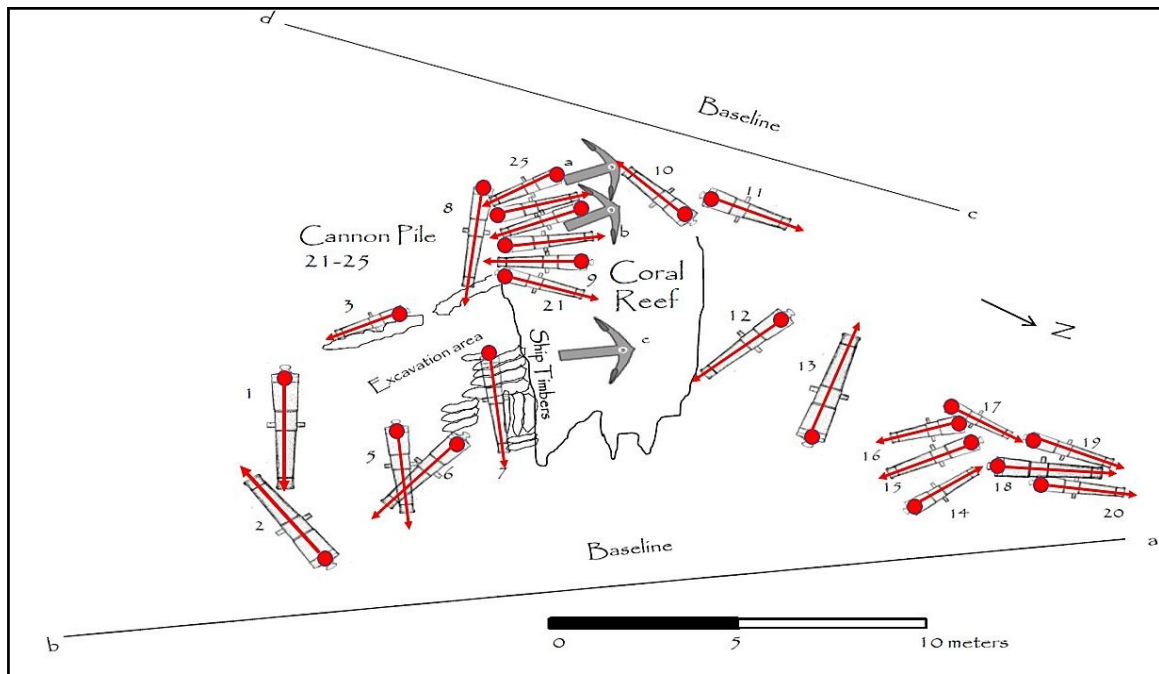 d
Baseline
25
a
10
11
8
c
Cannon Pile
21-25
b
9
Coral
Reef
21
3
12
N
Excavation area
Ship Timbers
e
13
1
17
5
6
16
19
7
15
18
2
14
20
Baseline
a
b
0 5 10 meters